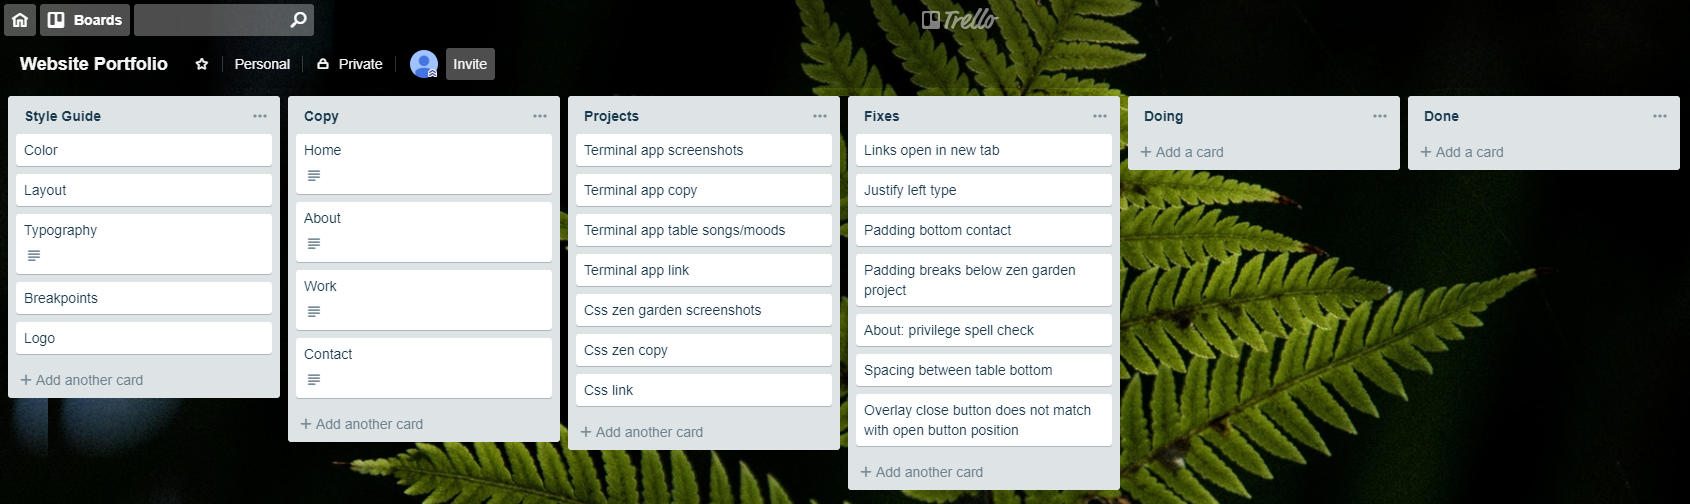 Boards
Trello
Website Portfolio
Personal
Private
Invite
Style Guide
Color
Layout
Typography
Breakpoints
Logo
+ Add another card
Copy
Home
About
Work
Contact
+ Add another card
Projects
Terminal app screenshots
Terminal app copy
Terminal app table songs/moods
Terminal app link
Css zen garden screenshots
Css zen copy
Css link
+ Add another card
Fixes
Links open in new tab
Justify left type
Padding bottom contact
Padding breaks below zen garden
project
About: privilege spell check
Spacing between table bottom
Overlay close button does not match
with open button position
+ Add another card
Doing
+ Add a card
Done
+ Add a card